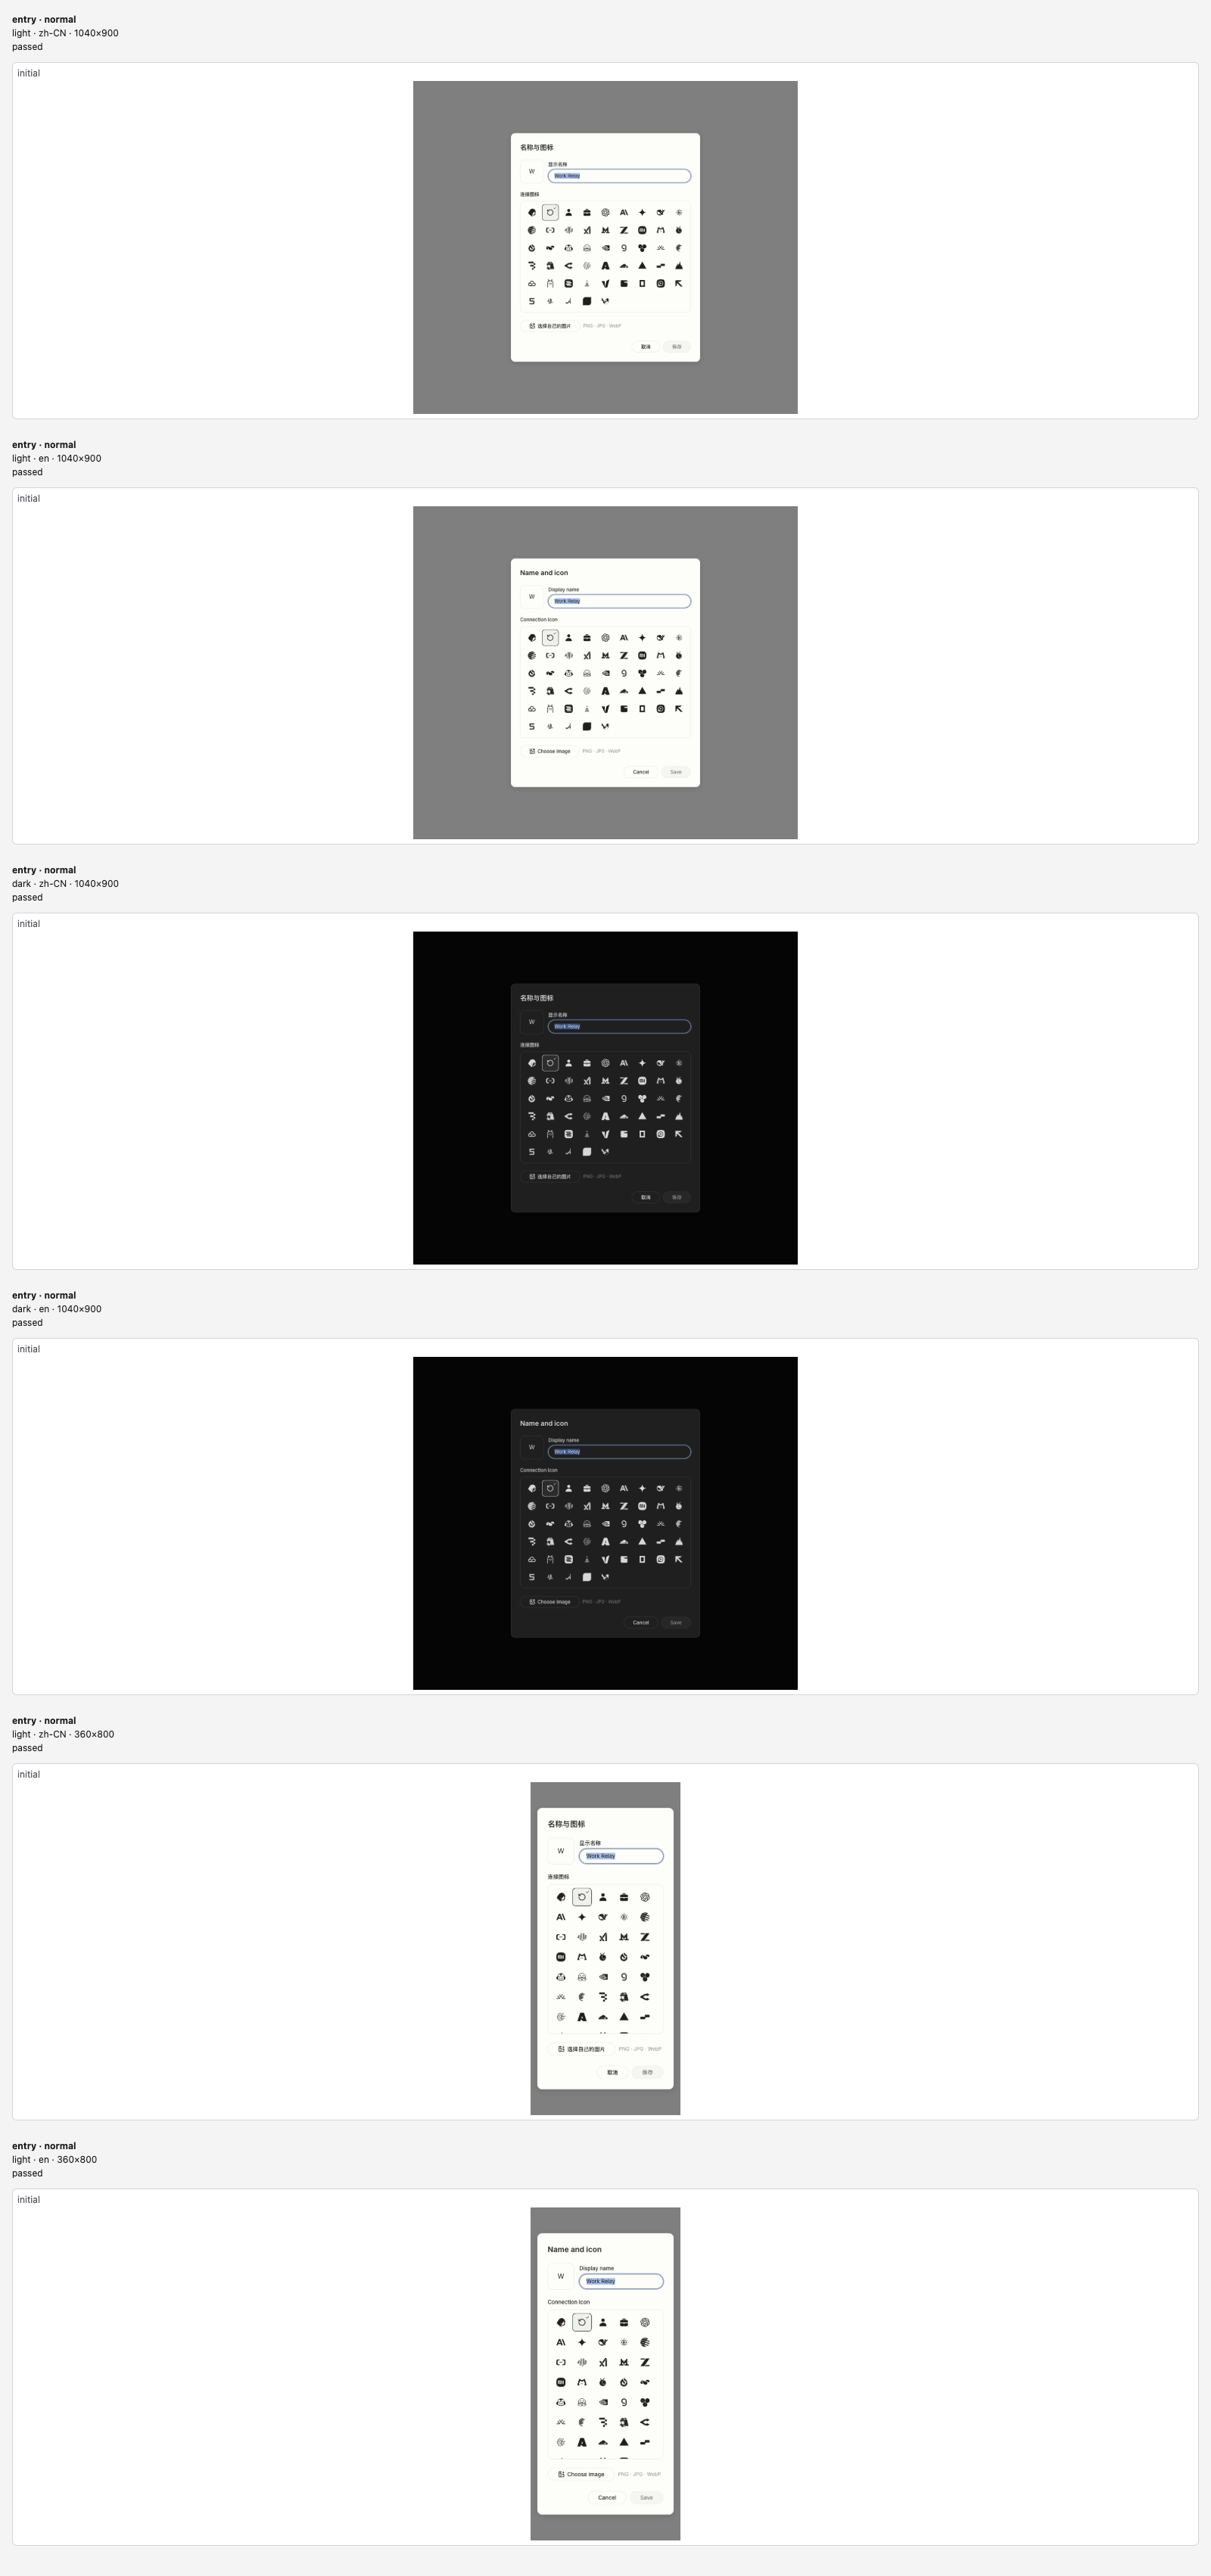 entry · normal
light · zh-CN · 1040×900
passed
initial
名称与图标
显示名称
W
Work Relay
连接图标
选择自己的图片
PNG · JPG · WebP
取消
保存
entry · normal
light · en · 1040×900
passed
initial
Name and icon
Display name
W
Work Relay
Connection icon
Choose image
PNG · JPG · WebP
Cancel
Save
entry · normal
dark · zh-CN · 1040×900
passed
initial
名称与图标
显示名称
W
Work Relay
连接图标
选择自己的图片
PNG · JPG · WebP
取消
保存
entry · normal
dark · en · 1040×900
passed
initial
Name and icon
Display name
W
Work Relay
Connection icon
Choose image
PNG · JPG · WebP
Cancel
Save
entry · normal
light · zh-CN · 360×800
passed
initial
名称与图标
显示名称
W
Work Relay
连接图标
选择自己的图片
PNG · JPG · WebP
取消
保存
entry · normal
light · en · 360×800
passed
initial
Name and icon
Display name
W
Work Relay
Connection icon
Choose image
PNG · JPG · WebP
Cancel
Save